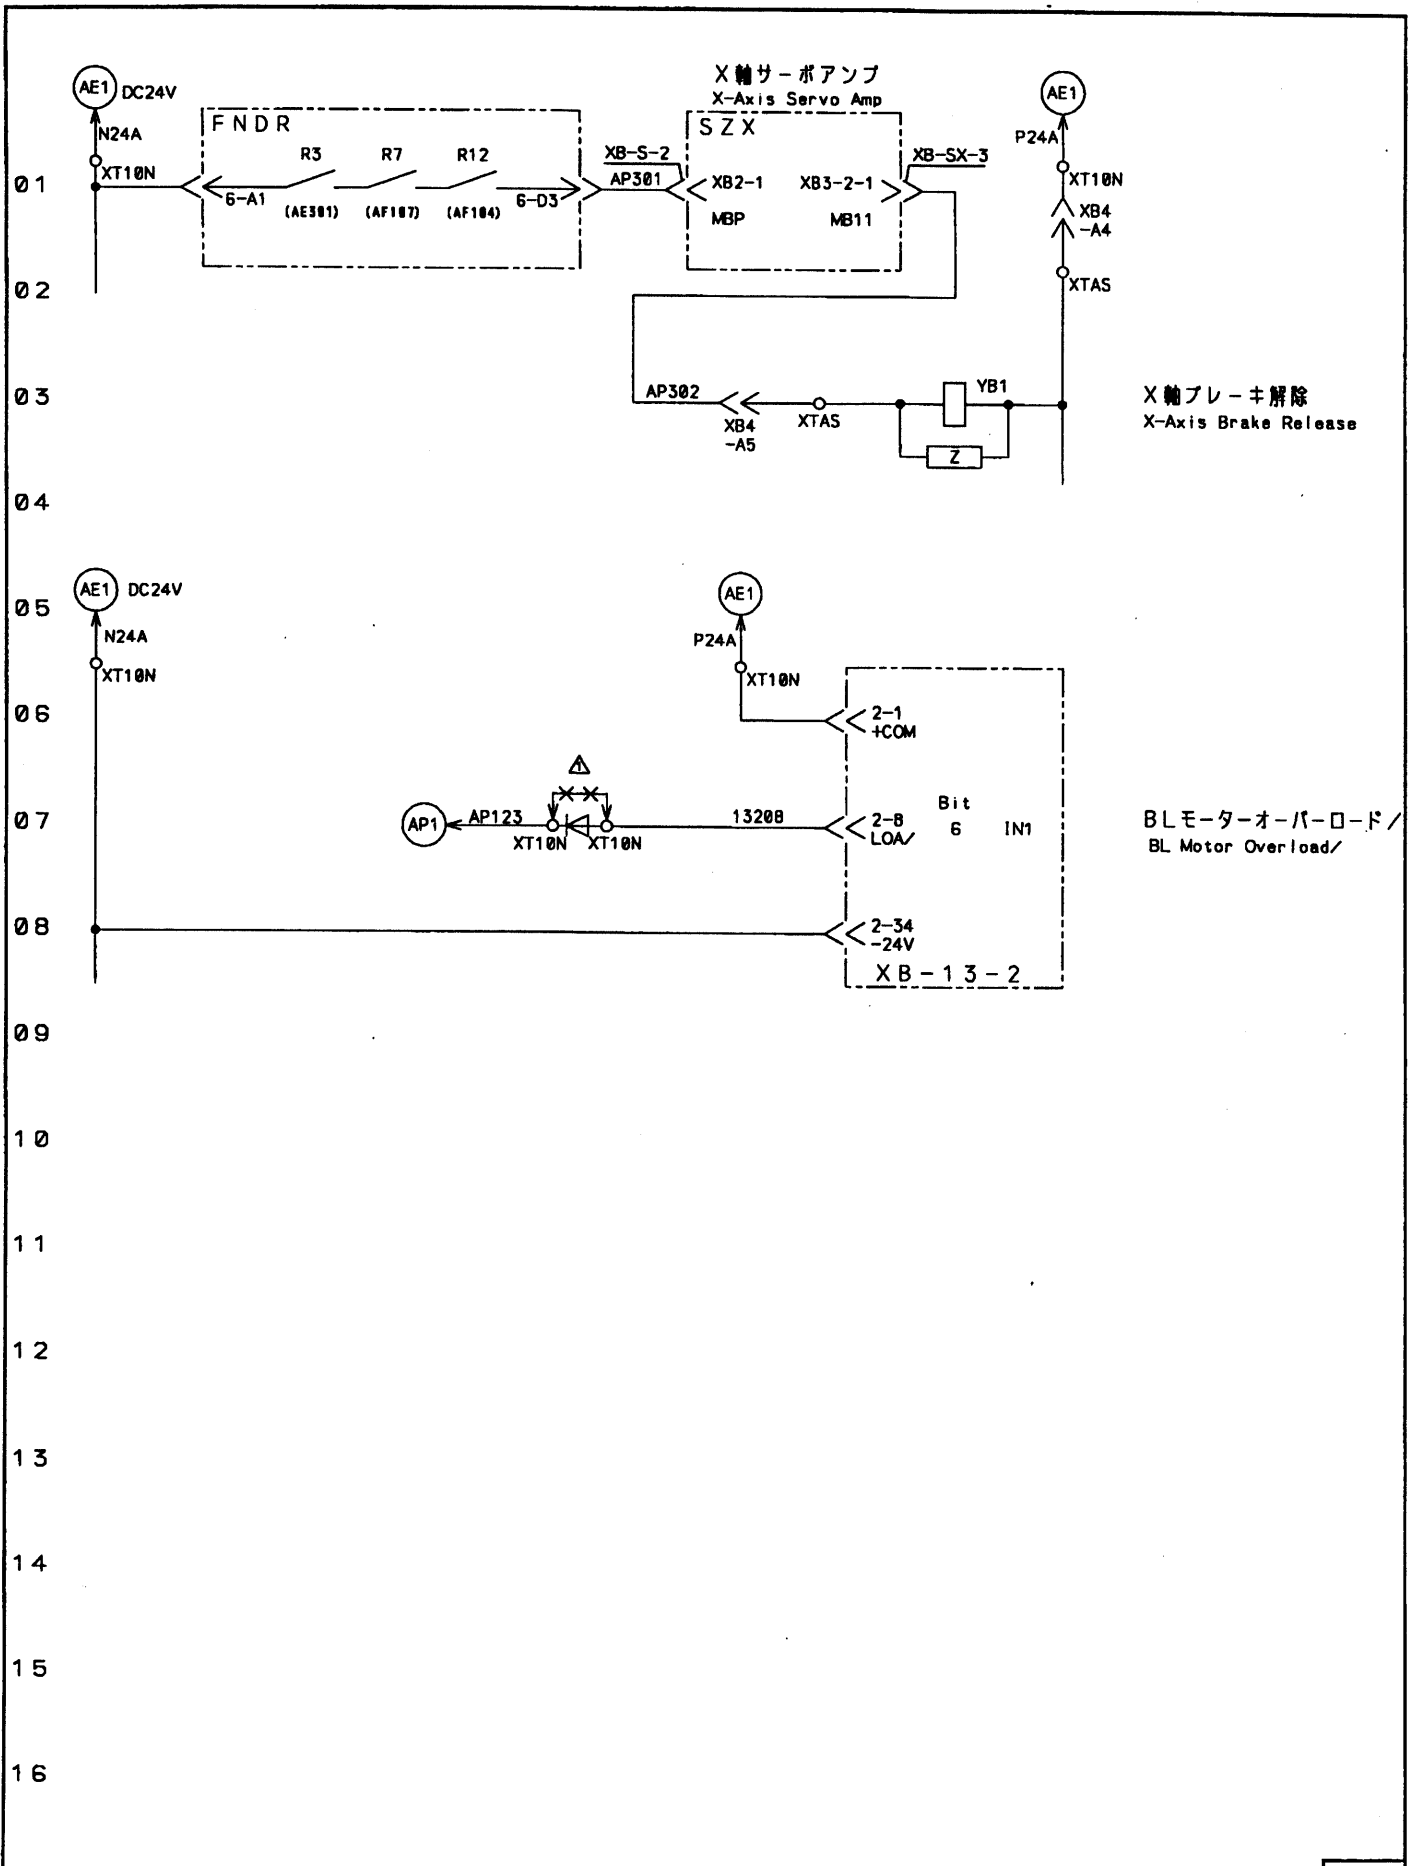 X軸サーボアンプ
X-Axis Servo Amp
AE1 DC24V
AE1
N24A
P24A
FNDR
SZX
XT10N
R3 R7 R12
XB-S-2
XB-SX-3
01
6-A1
6-D3
AP301
XB2-1
XB3-2-1
XT10N
(AE301) (AF107) (AF104)
MBP
MB11
XB4
-A4
02
XTAS
03
AP302
XB4
-A5
XTAS
YB1
Z
X軸ブレーキ解除
X-Axis Brake Release
04
AE1 DC24V
AE1
05
N24A
P24A
XT10N
XT10N
06
2-1
+COM
1
07
AP1
AP123
XT10N XT10N
13208
2-8
LOA/
Bit
6
IN1
BLモーターオーバーロード/
BL Motor Overload/
08
2-34
-24V
XB-13-2
09
10
11
12
13
14
15
16